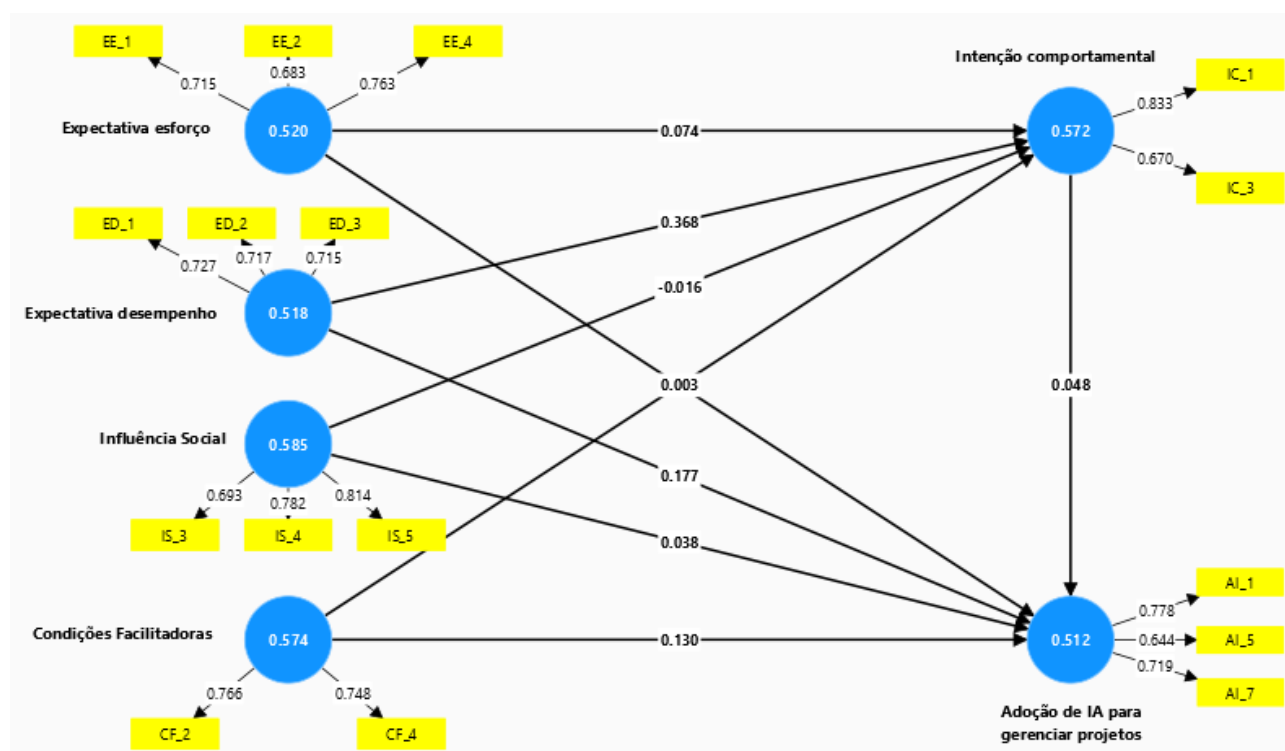 EE_1
EE_2
EE_4
0.715
0.683
0.763
Expectativa esforço
0.520
ED_1
ED_2
ED_3
0.727
0.717
0.715
Expectativa desempenho
0.518
Influência Social
0.585
0.693
0.782
0.814
IS_3
IS_4
IS_5
Condições Facilitadoras
0.574
0.766
0.748
CF_2
CF_4
0.074
0.368
-0.016
0.003
0.177
0.038
0.130
Intenção comportamental
0.572
0.833
0.670
IC_1
IC_3
0.048
0.512
0.778
0.644
0.719
AI_1
AI_5
AI_7
Adoção de IA para
gerenciar projetos